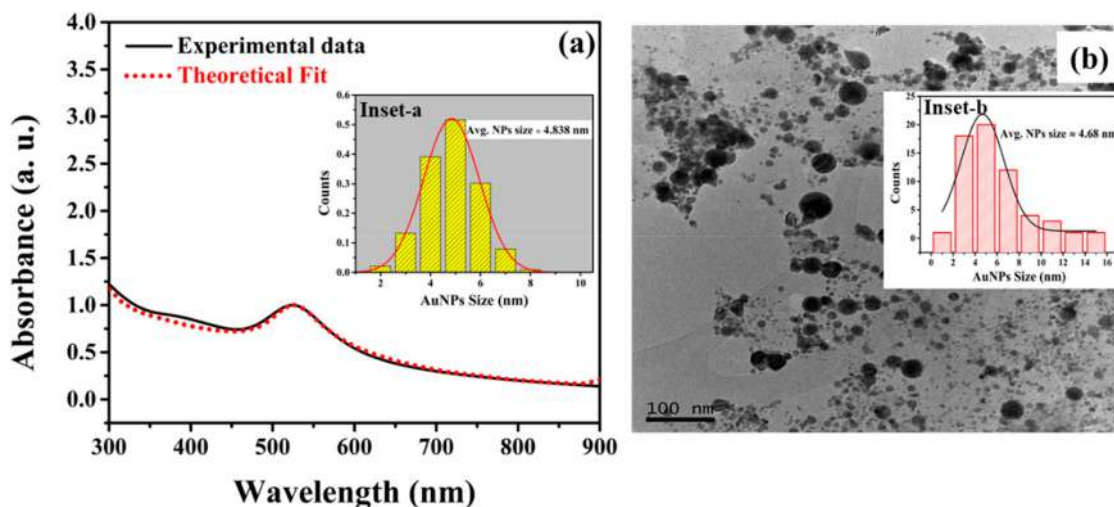 4.0
3.5
3.0
2.5
2.0
1.5
1.0
0.5
0.0
Absorbance (a. u.)
Experimental data
Theoretical Fit
(a)
Inset-a
Avg. NPs size = 4.838 nm
0.6
0.5
0.4
0.3
0.2
0.1
0.0
Counts
2 4 6 8 10
AuNPs Size (nm)
300 400 500 600 700 800 900
Wavelength (nm)
(b)
Inset-b
Avg. NPs size ≈ 4.68 nm
25
20
15
10
5
0
Counts
0 2 4 6 8 10 12 14 16
AuNPs Size (nm)
100 nm